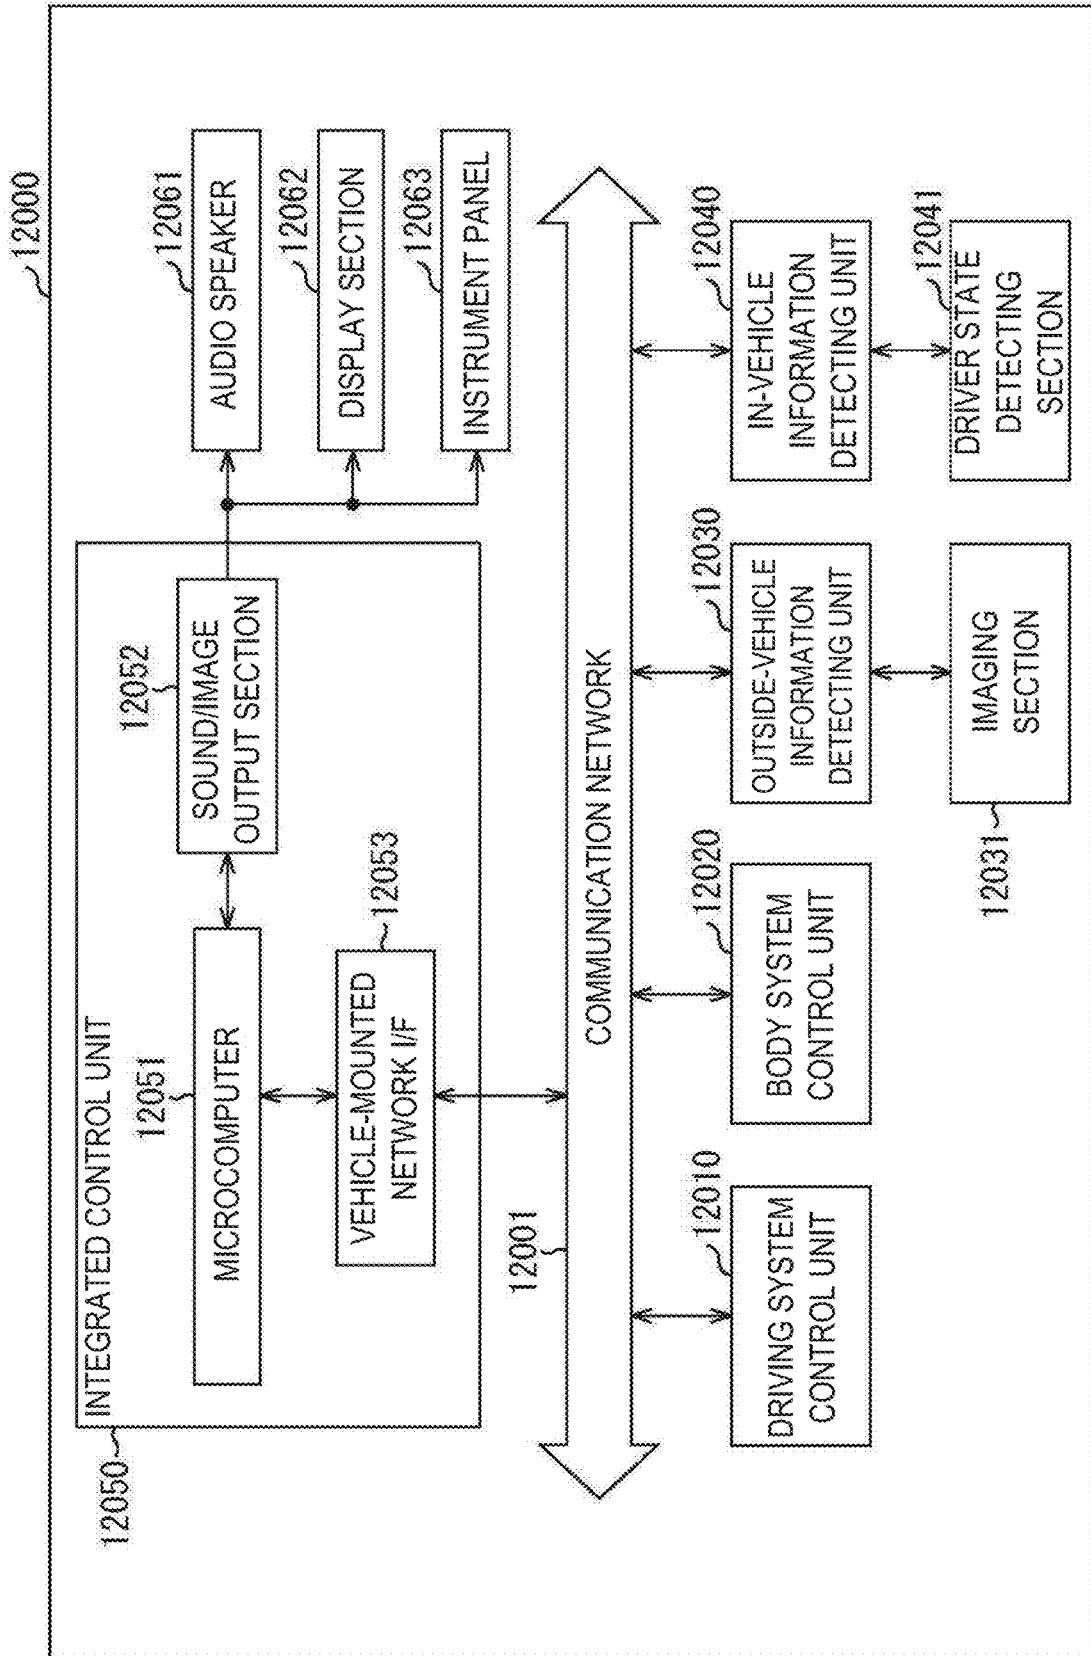 12000
12050
INTEGRATED CONTROL UNIT
12051
MICROCOMPUTER
12052
SOUND/IMAGE
OUTPUT SECTION
12053
VEHICLE-MOUNTED
NETWORK I/F
12061
AUDIO SPEAKER
12062
DISPLAY SECTION
12063
INSTRUMENT PANEL
12001
COMMUNICATION NETWORK
12010
DRIVING SYSTEM
CONTROL UNIT
12020
BODY SYSTEM
CONTROL UNIT
12030
OUTSIDE-VEHICLE
INFORMATION
DETECTING UNIT
12040
IN-VEHICLE
INFORMATION
DETECTING UNIT
12031
IMAGING
SECTION
12041
DRIVER STATE
DETECTING
SECTION